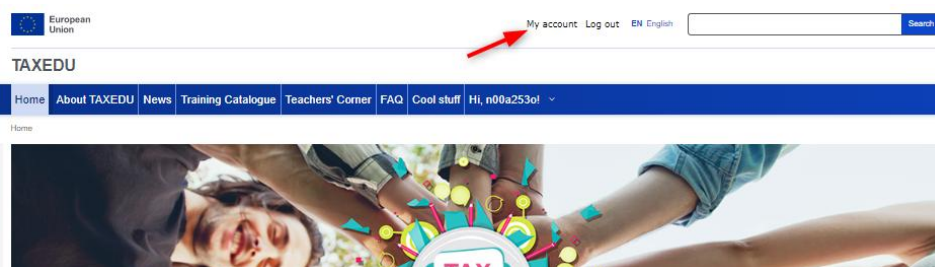 European
Union
My account Log out EN English Search
TAXEDU
Home About TAXEDU News Training Catalogue Teachers' Corner FAQ Cool stuff Hi, n00a253o!
Home
TAX